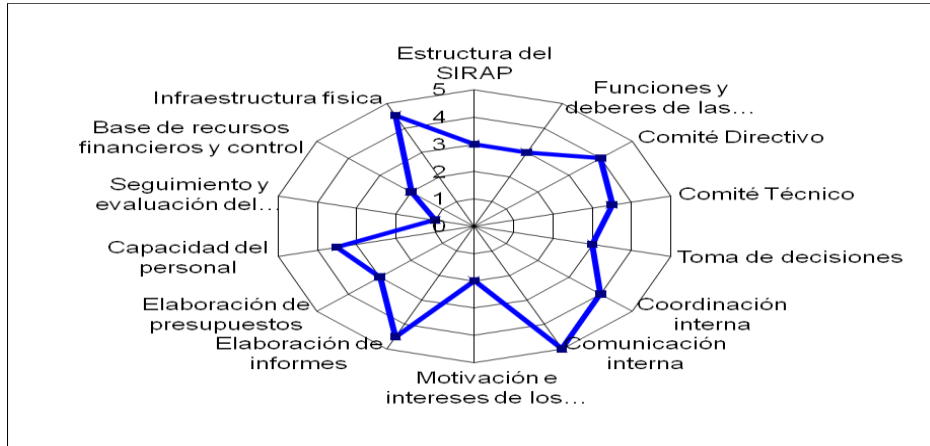 Estructura del
SIRAP
Funciones y
deberes de las...
Comité Directivo
Comité Técnico
Toma de decisiones
Coordinación
interna
Comunicación
interna
Motivación e
intereses de los...
Elaboración de
informes
Elaboración de
presupuestos
Capacidad del
personal
Seguimiento y
evaluación del...
Base de recursos
financieros y control
Infraestructura fisica
5
4
3
2
1
0